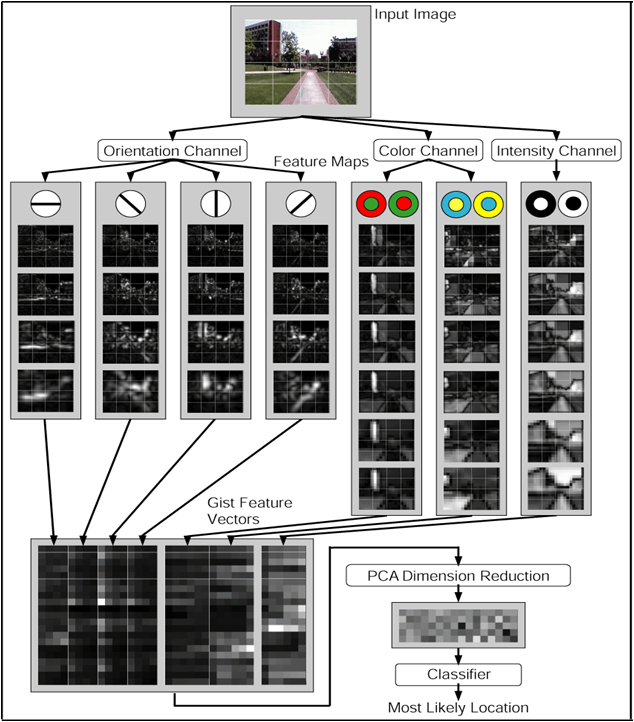 Input Image
Orientation Channel
Color Channel
Intensity Channel
Feature Maps
Gist Feature
Vectors
PCA Dimension Reduction
Classifier
Most Likely Location